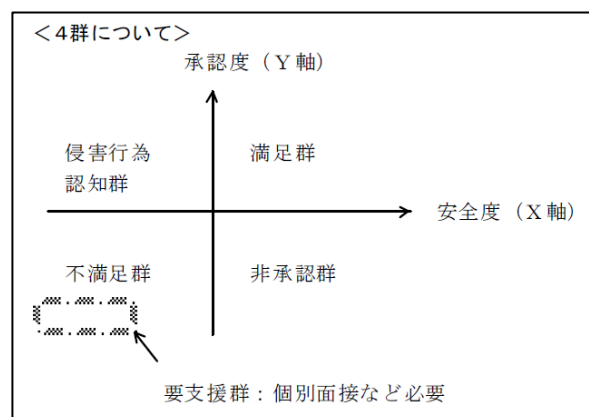 ＜４群について＞
承認度（Ｙ軸）
侵害行為
認知群
満足群
安全度（Ｘ軸）
不満足群
非承認群
要支援群：個別面接など必要